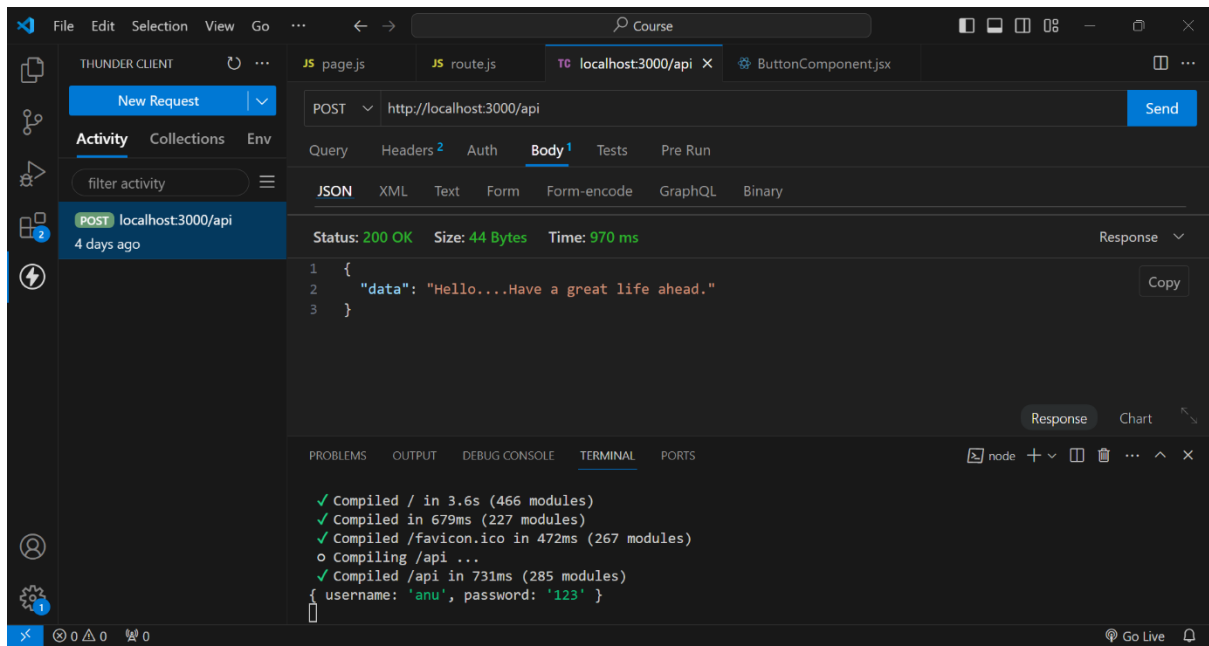 File Edit Selection View Go ··· Course
THUNDER CLIENT ···
JS page.js JS route.js TC localhost:3000/api ButtonComponent.jsx ···
New Request
POST http://localhost:3000/api Send
Activity Collections Env
Query Headers 2 Auth Body 1 Tests Pre Run
filter activity
JSON XML Text Form Form-encode GraphQL Binary
POST localhost:3000/api
4 days ago
Status: 200 OK Size: 44 Bytes Time: 970 ms Response
1 {
2 "data": "Hello....Have a great life ahead."
3 }
Copy
Response Chart
PROBLEMS OUTPUT DEBUG CONSOLE TERMINAL PORTS node ···
✓ Compiled / in 3.6s (466 modules)
✓ Compiled in 679ms (227 modules)
✓ Compiled /favicon.ico in 472ms (267 modules)
○ Compiling /api ...
✓ Compiled /api in 731ms (285 modules)
{ username: 'anu', password: '123' }
2
1
0 0 0 Go Live